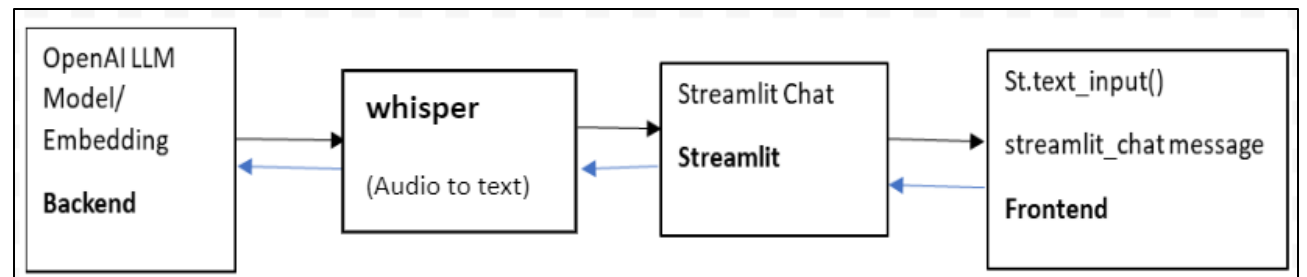 OpenAI LLM
Model/
Embedding
Backend
whisper
(Audio to text)
Streamlit Chat
Streamlit
St.text_input()
streamlit_chat message
Frontend